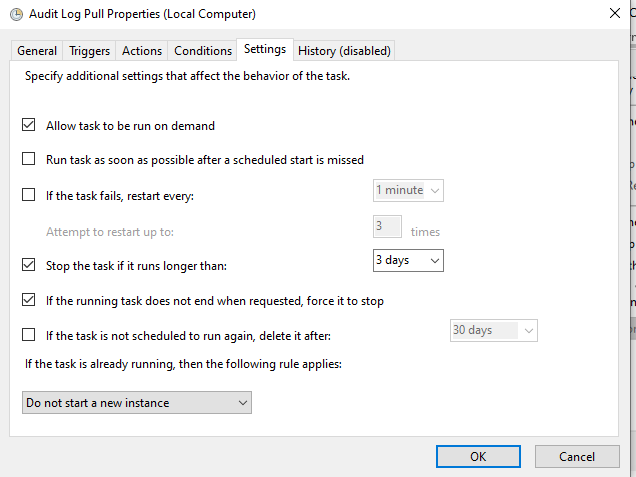 Audit Log Pull Properties (Local Computer)
General Triggers Actions Conditions Settings History (disabled)
Specify additional settings that affect the behavior of the task.
Allow task to be run on demand
Run task as soon as possible after a scheduled start is missed
If the task fails, restart every: 1 minute
Attempt to restart up to: 3 times
Stop the task if it runs longer than: 3 days
If the running task does not end when requested, force it to stop
If the task is not scheduled to run again, delete it after: 30 days
If the task is already running, then the following rule applies:
Do not start a new instance
OK Cancel